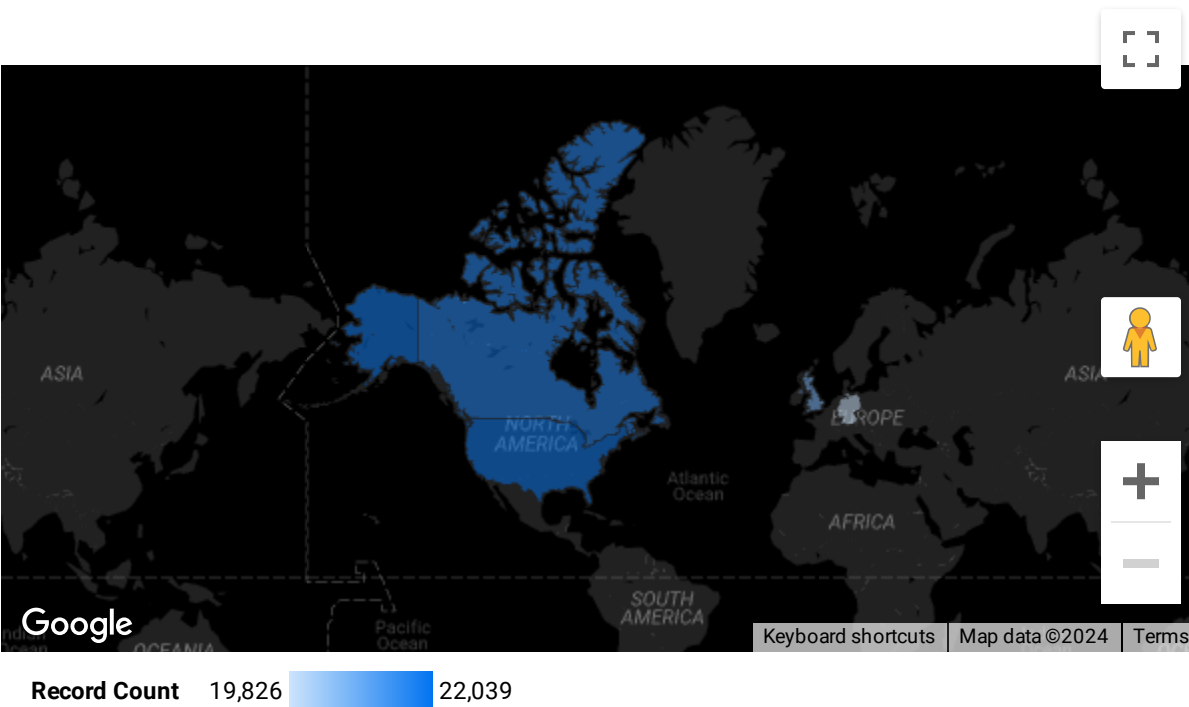 ASIA
ASIA
NORTH
AMERICA
EUROPE
Atlantic
Ocean
AFRICA
SOUTH
AMERICA
Google
Pacific
Ocean
Ocean
OCEANIA
Keyboard shortcuts
Map data ©2024
Terms
Record Count 19,826 22,039